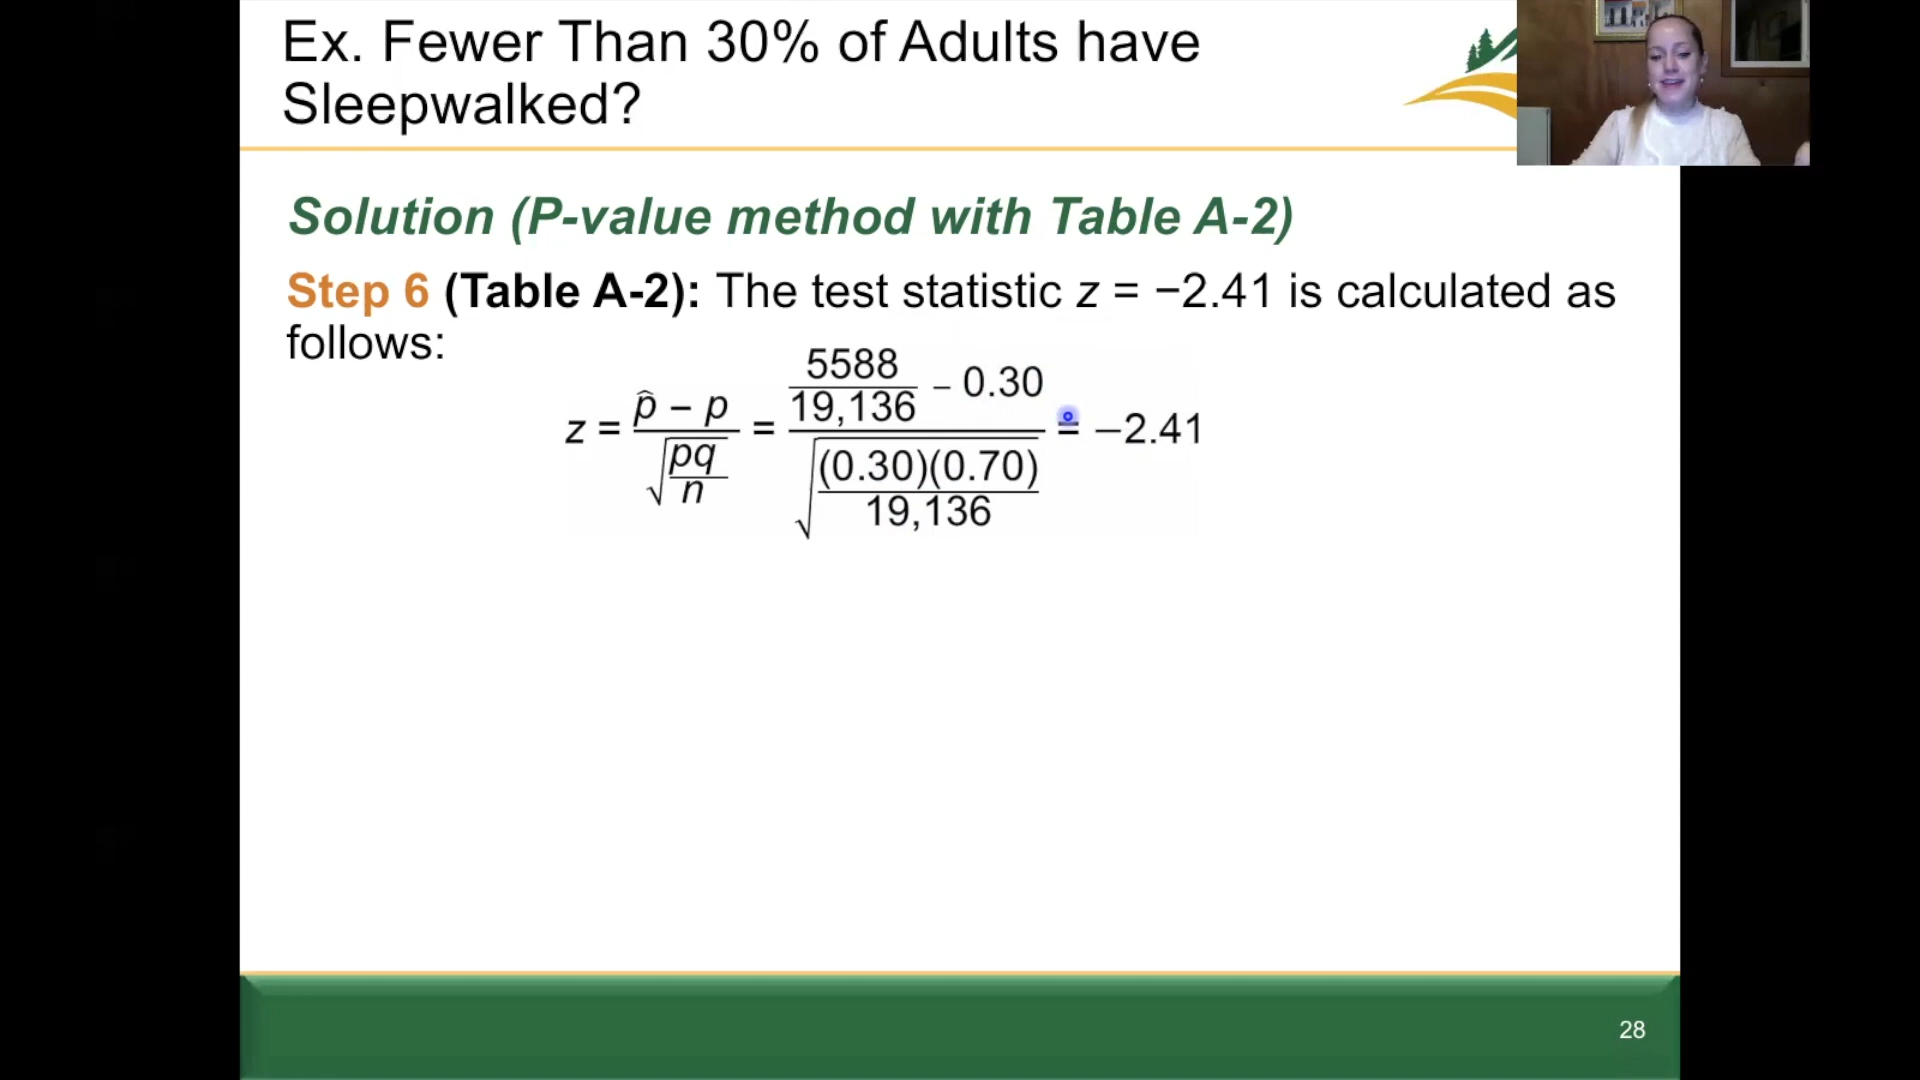 Ex. Fewer Than 30% of Adults have
Sleepwalked?
Solution (P-value method with Table A-2)
Step 6 (Table A-2): The test statistic z = −2.41 is calculated as
follows:
z = (p̂ − p) / √(pq/n) = (5588/19,136 − 0.30) / √((0.30)(0.70)/19,136) = −2.41
28